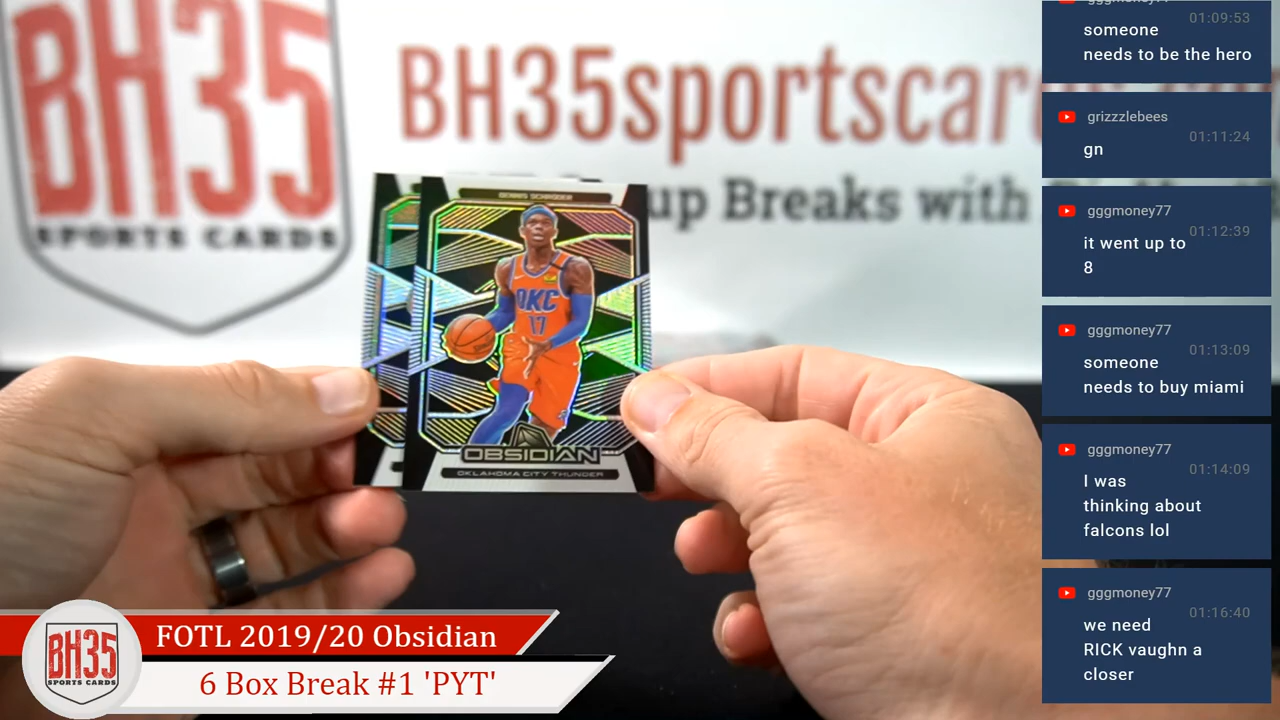 BH35
SPORTS CARDS
BH35sportscar
up Breaks with
DENNIS SCHRODER
OKC
17
OBSIDIAN
OKLAHOMA CITY THUNDER
BH35
SPORTS CARDS
FOTL 2019/20 Obsidian
6 Box Break #1 'PYT'
gggmoney77
01:09:53
someone
needs to be the hero
grizzzlebees
01:11:24
gn
gggmoney77
01:12:39
it went up to
8
gggmoney77
01:13:09
someone
needs to buy miami
gggmoney77
01:14:09
I was
thinking about
falcons lol
gggmoney77
01:16:40
we need
RICK vaughn a
closer